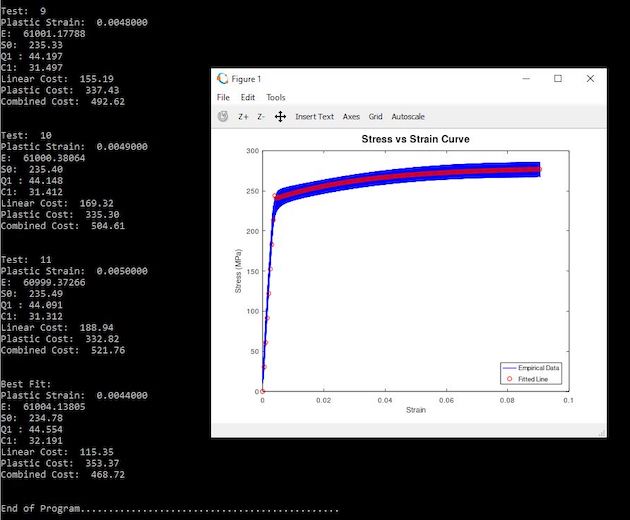 Test:  9
Plastic Strain:  0.0048000
E:  61001.17788
S0:  235.33
Q1 :  44.197
C1:  31.497
Linear Cost:  155.19
Plastic Cost:  337.43
Combined Cost:  492.62
Test:  10
Plastic Strain:  0.0049000
E:  61000.38064
S0:  235.40
Q1 :  44.148
C1:  31.412
Linear Cost:  169.32
Plastic Cost:  335.30
Combined Cost:  504.61
Test:  11
Plastic Strain:  0.0050000
E:  60999.37266
S0:  235.49
Q1 :  44.091
C1:  31.312
Linear Cost:  188.94
Plastic Cost:  332.82
Combined Cost:  521.76
Best Fit:
Plastic Strain:  0.0044000
E:  61004.13805
S0:  234.78
Q1 :  44.554
C1:  32.191
Linear Cost:  115.35
Plastic Cost:  353.37
Combined Cost:  468.72
End of Program.............................................
Figure 1
File Edit Tools
Z+ Z- Insert Text Axes Grid Autoscale
Stress vs Strain Curve
300
250
200
150
100
50
0
Stress (MPa)
0 0.02 0.04 0.06 0.08 0.1
Strain
Empirical Data
Fitted Line